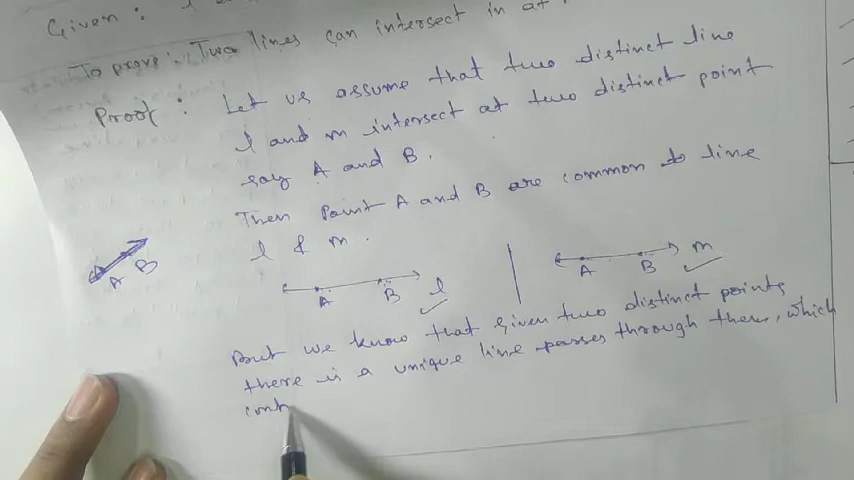 Given :
To prove : Two lines can intersect in at
Proof : Let us assume that two distinct line
l and m intersect at two distinct point
say A and B.
Then point A and B are common to line
l & m.
A B
A B l
A B m
But we know that given two distinct points,
there is a unique line passes through them, which
cont